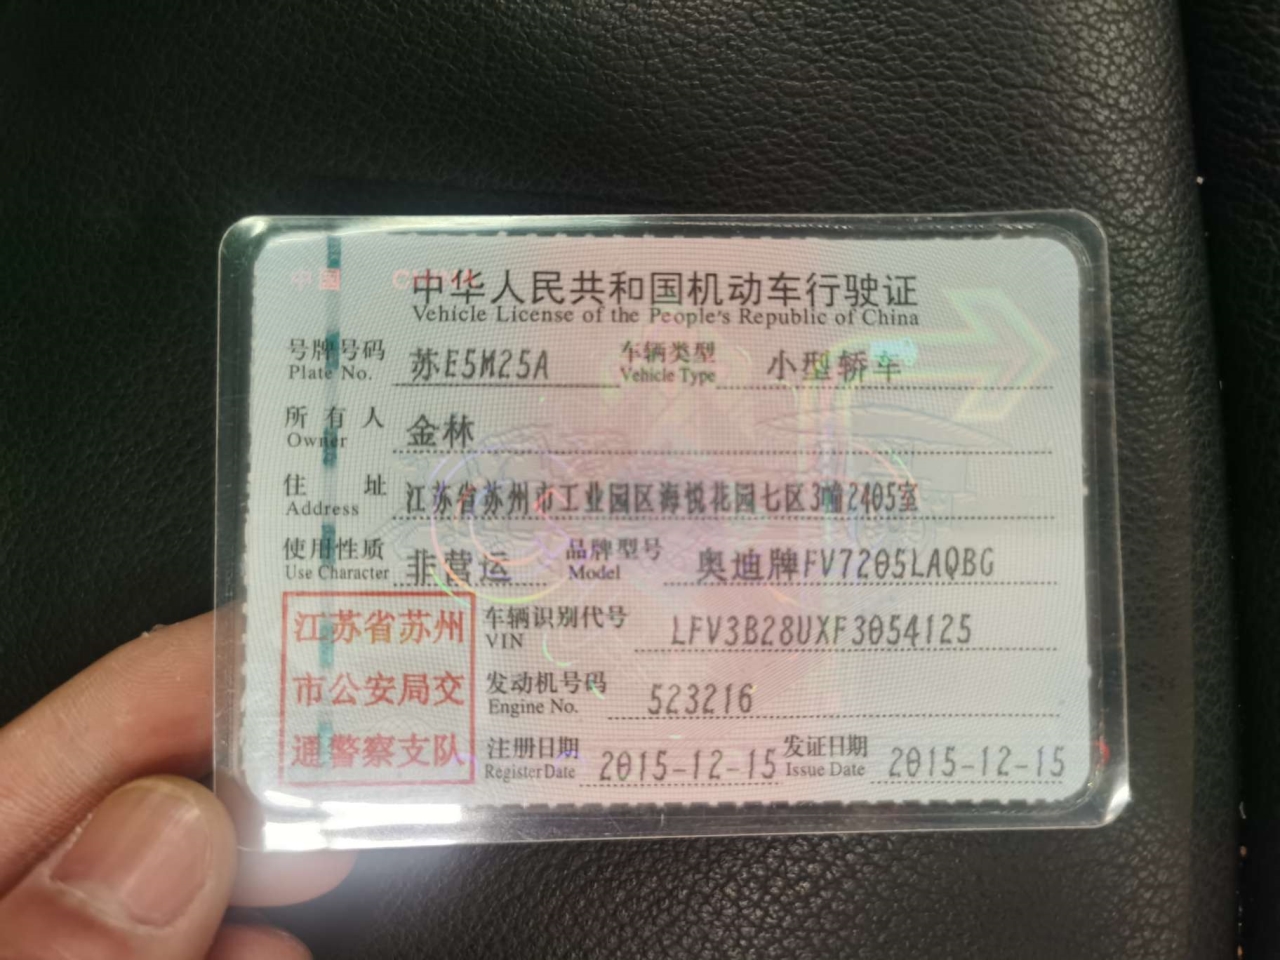 中国 CHINA
中华人民共和国机动车行驶证
Vehicle License of the People's Republic of China
号牌号码 苏E5M25A 车辆类型 小型轿车
Plate No. Vehicle Type
所有人 金林
Owner
住址 江苏省苏州市工业园区海悦花园七区3幢2405室
Address
使用性质 非营运 品牌型号 奥迪牌FV7205LAQBG
Use Character Model
江苏省苏州 车辆识别代号 LFV3B28UXF3054125
VIN
市公安局交 发动机号码 523216
Engine No.
通警察支队 注册日期 2015-12-15 发证日期 2015-12-15
Register Date Issue Date